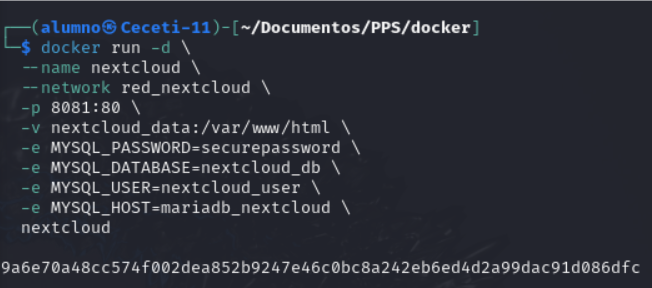 ┌──(alumno㉿Ceceti-11)-[~/Documentos/PPS/docker]
└─$ docker run -d \
--name nextcloud \
--network red_nextcloud \
-p 8081:80 \
-v nextcloud_data:/var/www/html \
-e MYSQL_PASSWORD=securepassword \
-e MYSQL_DATABASE=nextcloud_db \
-e MYSQL_USER=nextcloud_user \
-e MYSQL_HOST=mariadb_nextcloud \
nextcloud
9a6e70a48cc574f002dea852b9247e46c0bc8a242eb6ed4d2a99dac91d086dfc